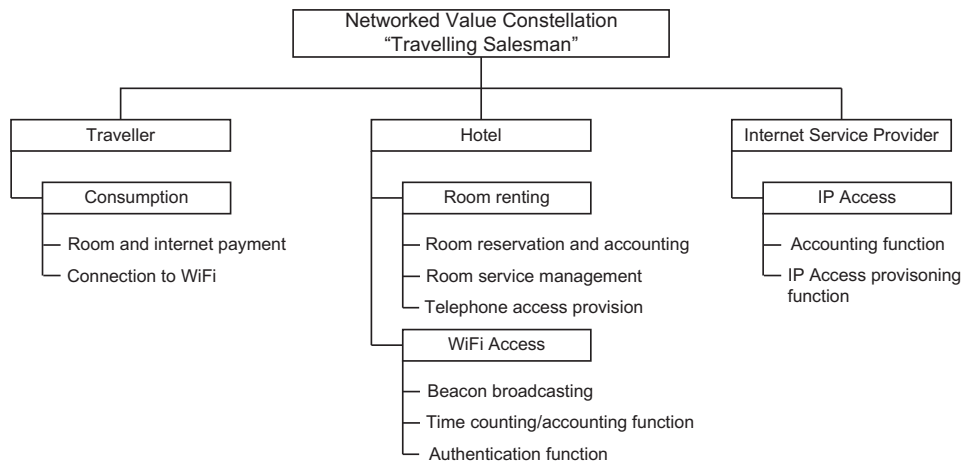 Networked Value Constellation
“Travelling Salesman”
Traveller
Hotel
Internet Service Provider
Consumption
Room renting
IP Access
Room and internet payment
Connection to WiFi
Room reservation and accounting
Room service management
Telephone access provision
Accounting function
IP Access provisoning
function
WiFi Access
Beacon broadcasting
Time counting/accounting function
Authentication function